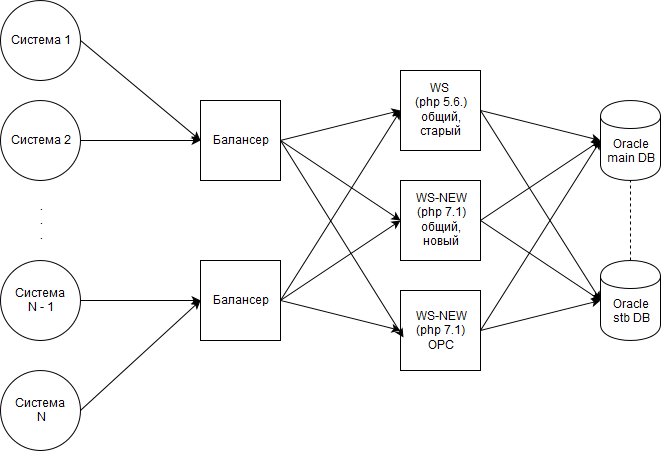 Система 1
Система 2
.
.
.
Система
N - 1
Система
N
Балансер
Балансер
WS
(php 5.6.)
общий,
старый
WS-NEW
(php 7.1)
общий,
новый
WS-NEW
(php 7.1)
ОРС
Oracle
main DB
Oracle
stb DB